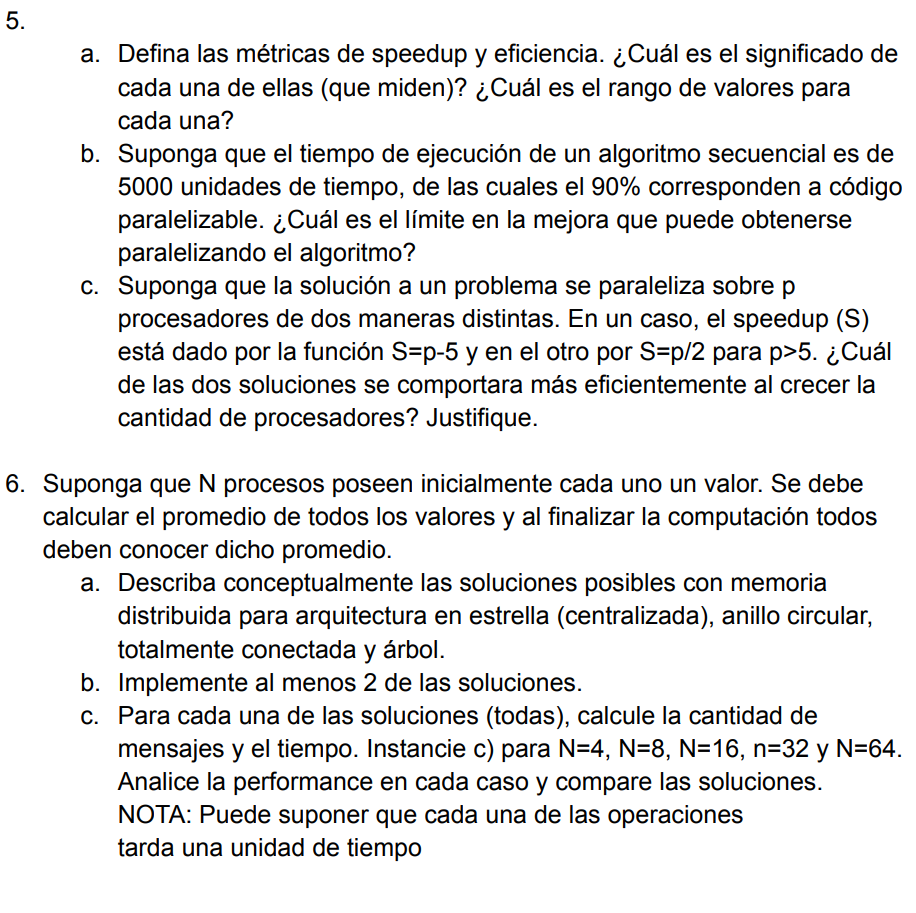 5.
a. Defina las métricas de speedup y eficiencia. ¿Cuál es el significado de
cada una de ellas (que miden)? ¿Cuál es el rango de valores para
cada una?
b. Suponga que el tiempo de ejecución de un algoritmo secuencial es de
5000 unidades de tiempo, de las cuales el 90% corresponden a código
paralelizable. ¿Cuál es el límite en la mejora que puede obtenerse
paralelizando el algoritmo?
c. Suponga que la solución a un problema se paraleliza sobre p
procesadores de dos maneras distintas. En un caso, el speedup (S)
está dado por la función S=p-5 y en el otro por S=p/2 para p>5. ¿Cuál
de las dos soluciones se comportara más eficientemente al crecer la
cantidad de procesadores? Justifique.
6. Suponga que N procesos poseen inicialmente cada uno un valor. Se debe
calcular el promedio de todos los valores y al finalizar la computación todos
deben conocer dicho promedio.
a. Describa conceptualmente las soluciones posibles con memoria
distribuida para arquitectura en estrella (centralizada), anillo circular,
totalmente conectada y árbol.
b. Implemente al menos 2 de las soluciones.
c. Para cada una de las soluciones (todas), calcule la cantidad de
mensajes y el tiempo. Instancie c) para N=4, N=8, N=16, n=32 y N=64.
Analice la performance en cada caso y compare las soluciones.
NOTA: Puede suponer que cada una de las operaciones
tarda una unidad de tiempo